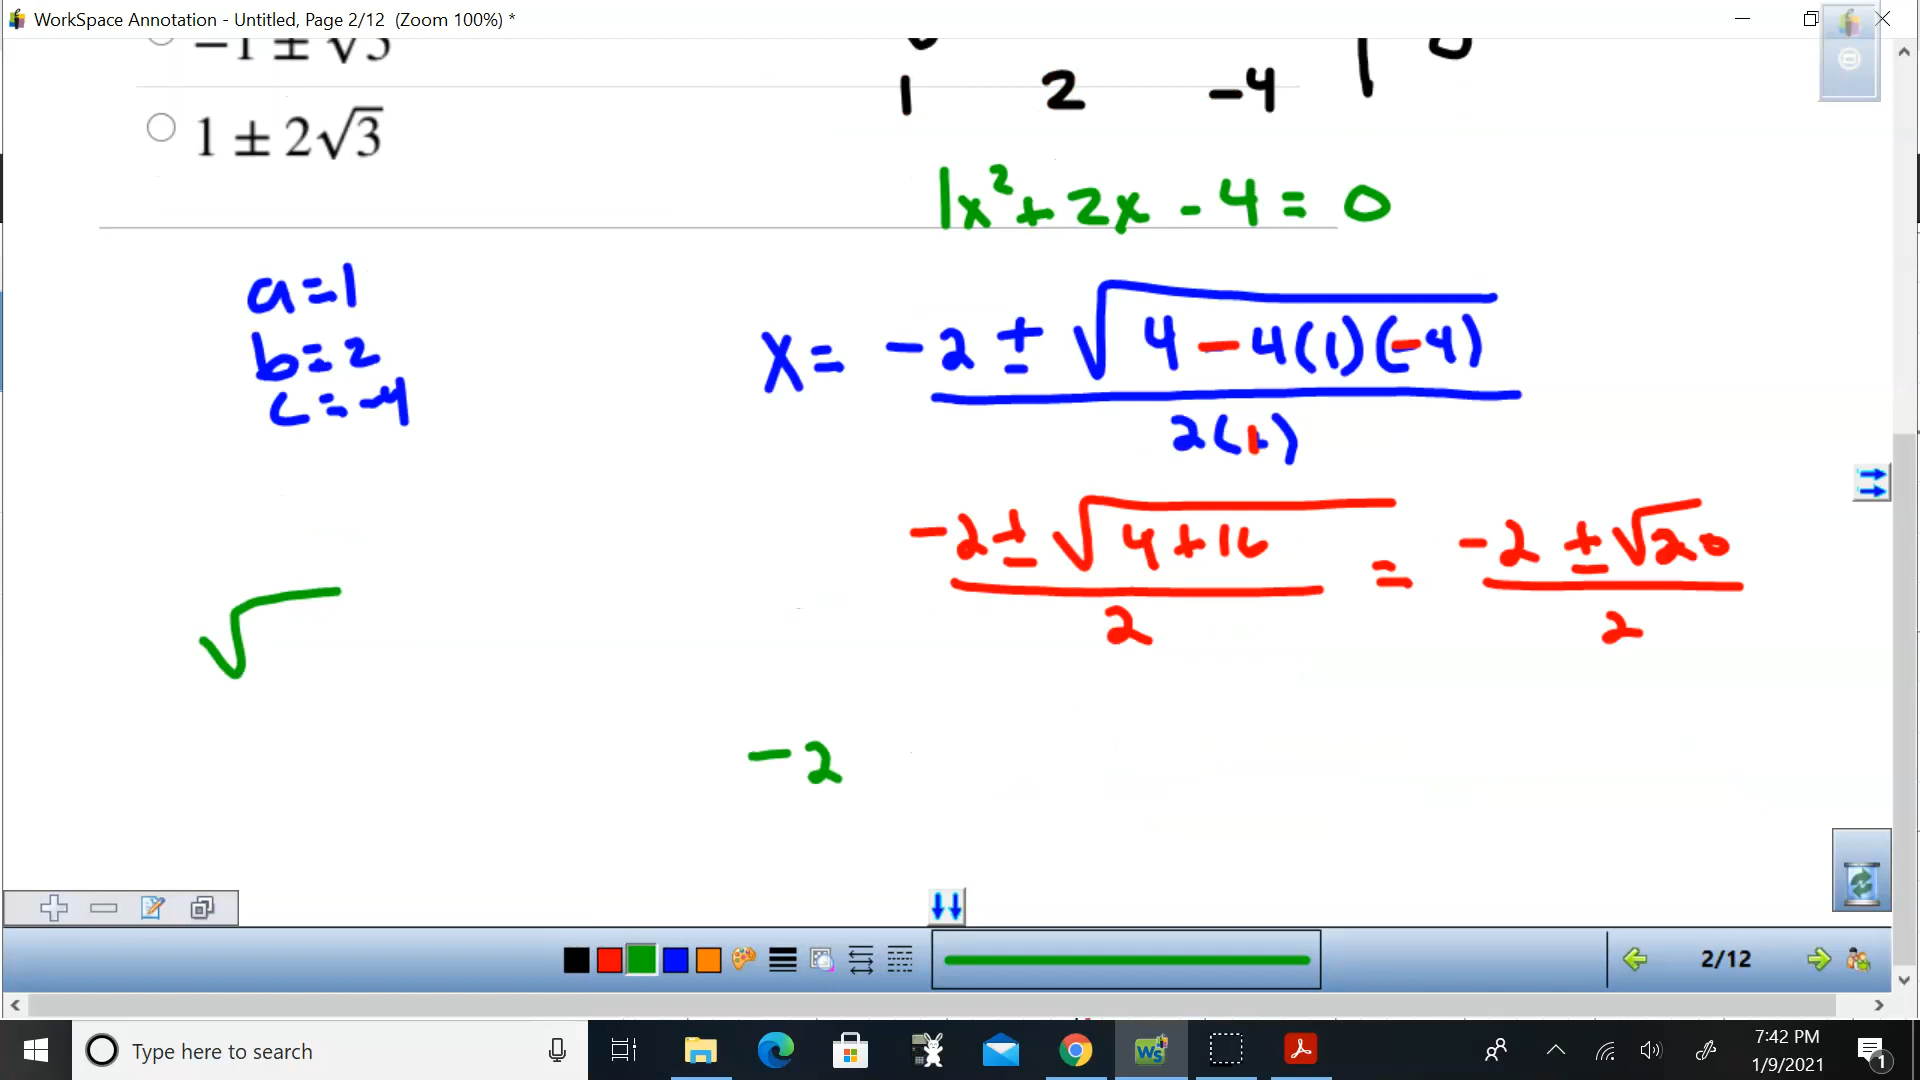 WorkSpace Annotation - Untitled, Page 2/12 (Zoom 100%) *
1 2 -4
1 ± 2√3
1x² + 2x - 4 = 0
a = 1
b = 2
c = -4
x = -2 ± √4 - 4(1)(-4)
2(1)
-2 ± √4 + 16 = -2 ± √20
2 2
√
-2
2/12
Type here to search
WS
7:42 PM
1/9/2021
1